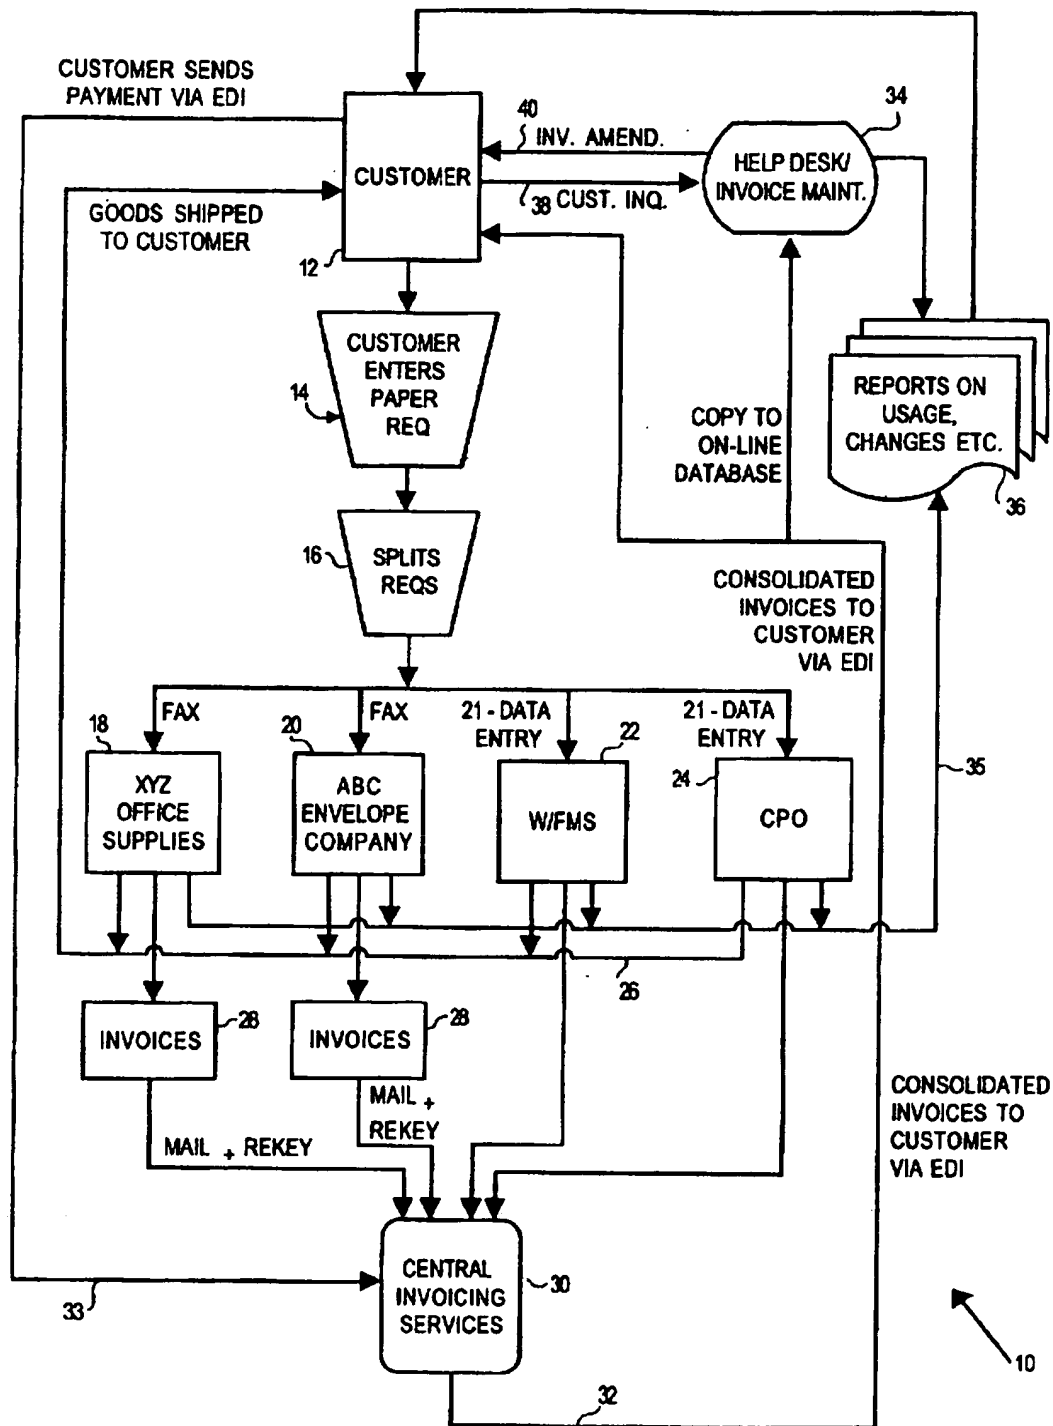 CUSTOMER SENDS
PAYMENT VIA EDI
GOODS SHIPPED
TO CUSTOMER
CUSTOMER
12
40
INV. AMEND.
38 CUST. INQ.
34
HELP DESK/
INVOICE MAINT.
CUSTOMER
ENTERS
PAPER
REQ
14
COPY TO
ON-LINE
DATABASE
REPORTS ON
USAGE,
CHANGES ETC.
36
16
SPLITS
REQS
CONSOLIDATED
INVOICES TO
CUSTOMER
VIA EDI
FAX
FAX
21 - DATA
ENTRY
21 - DATA
ENTRY
18
XYZ
OFFICE
SUPPLIES
20
ABC
ENVELOPE
COMPANY
22
W/FMS
24
CPO
35
26
INVOICES
28
INVOICES
28
MAIL + REKEY
MAIL +
REKEY
CONSOLIDATED
INVOICES TO
CUSTOMER
VIA EDI
CENTRAL
INVOICING
SERVICES
30
33
32
10